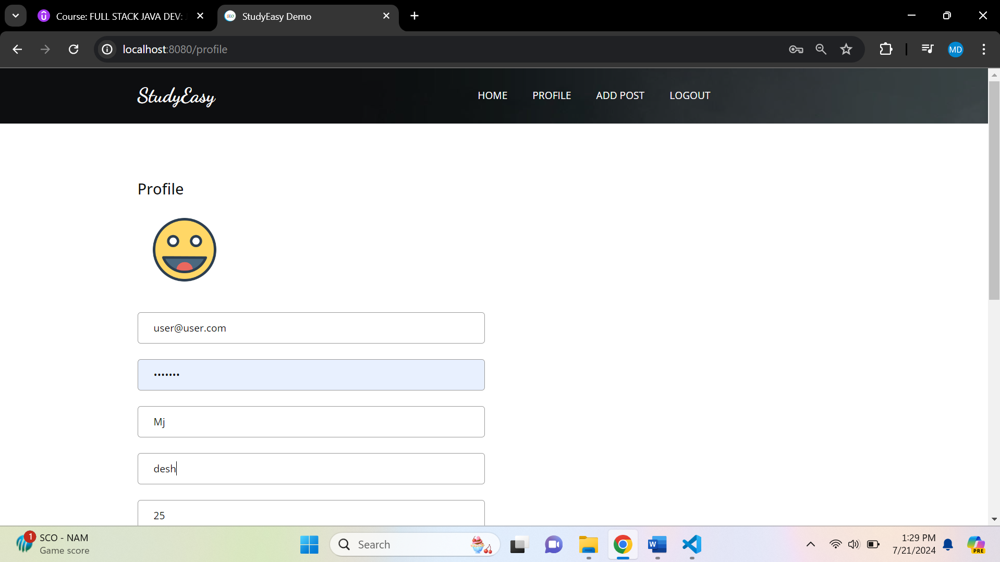 Course: FULL STACK JAVA DEV:
StudyEasy Demo
localhost:8080/profile
MD
StudyEasy
HOME
PROFILE
ADD POST
LOGOUT
Profile
user@user.com
•••••••
Mj
desh
25
1
SCO - NAM
Game score
Search
1:29 PM
7/21/2024
PRE